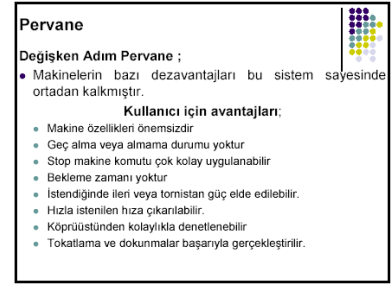 Pervane
Değişken Adım Pervane ;
Makinelerin bazı dezavantajları bu sistem sayesinde
ortadan kalkmıştır.
Kullanıcı için avantajları;
Makine özellikleri önemsizdir
Geç alma veya almama durumu yoktur
Stop makine komutu çok kolay uygulanabilir
Bekleme zamanı yoktur
İstendiğinde ileri veya tornistan güç elde edilebilir.
Hızla istenilen hıza çıkarılabilir.
Köprüüstünden kolaylıkla denetlenebilir
Tokatlama ve dokunmalar başarıyla gerçekleştirilir.